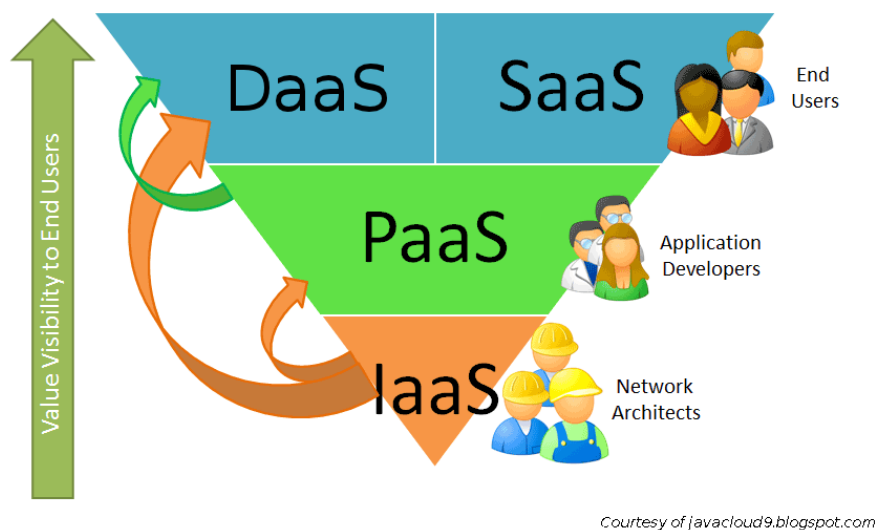 DaaS
SaaS
End
Users
PaaS
Application
Developers
IaaS
Network
Architects
Value Visibility to End Users
Courtesy of javacloud9.blogspot.com